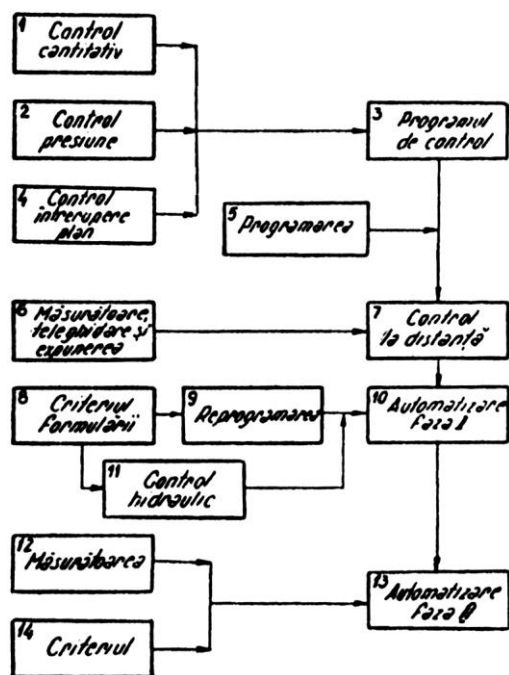 1 Control
cantitativ
2 Control
presiune
3 Programul
de control
4 Control
întrerupere
plan
5 Programarea
6 Măsurătoare,
teleghidare și
expunerea
7 Control
la distanță
8 Criteriul
formulării
9 Reprogramarea
10 Automatizare
faza I
11 Control
hidraulic
12 Măsurătoarea
13 Automatizare
faza
14 Criteriul